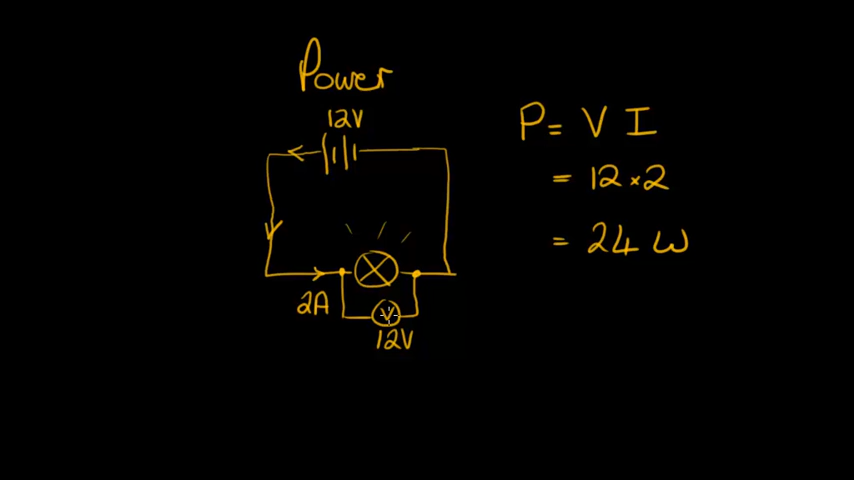 Power
12V
2A
V
12V
P = V I
= 12 × 2
= 24 W